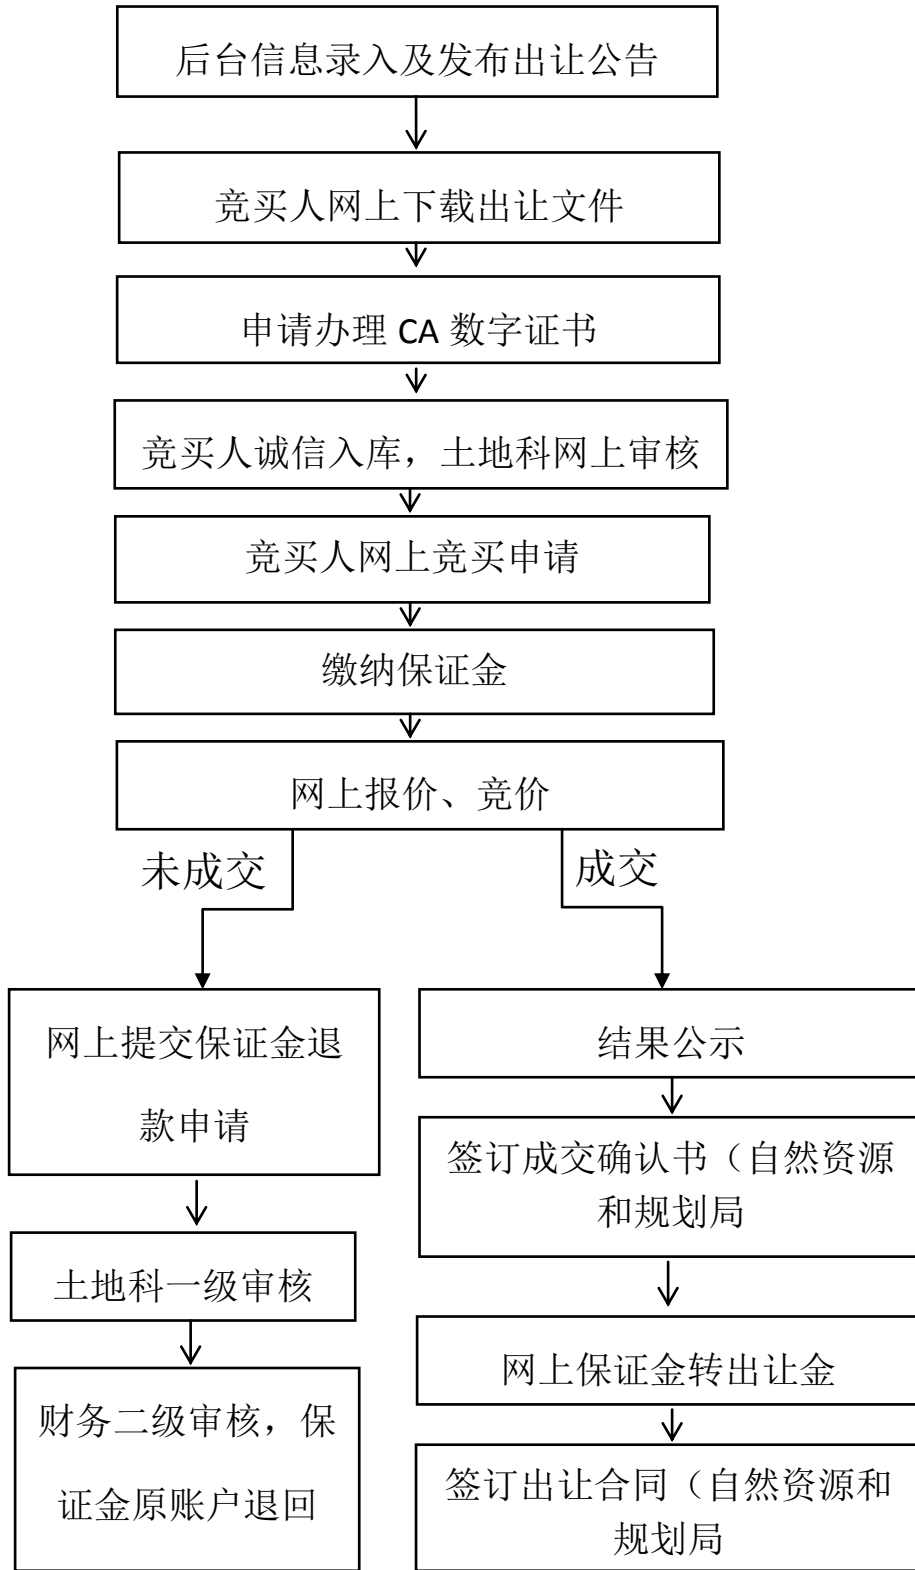 后台信息录入及发布出让公告
竞买人网上下载出让文件
申请办理 CA 数字证书
竞买人诚信入库，土地科网上审核
竞买人网上竞买申请
缴纳保证金
网上报价、竞价
未成交
成交
网上提交保证金退
款申请
土地科一级审核
财务二级审核，保
证金原账户退回
结果公示
签订成交确认书（自然资源
和规划局
网上保证金转出让金
签订出让合同（自然资源和
规划局